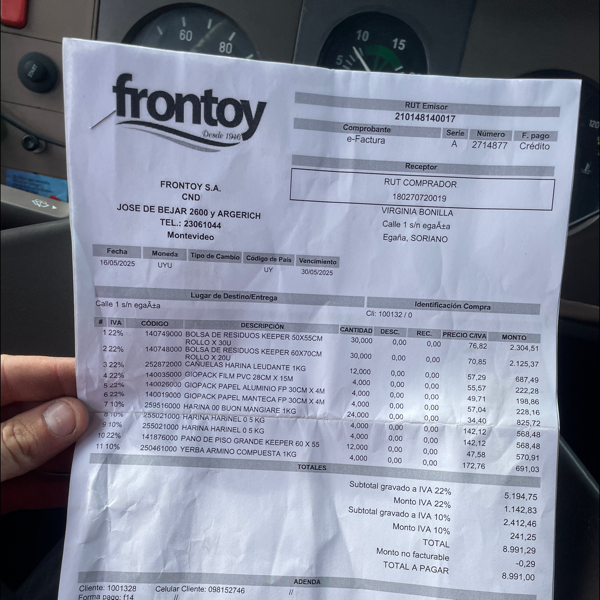 60
80
10
15
120
frontoy
Desde 1946
RUT Emisor
210148140017
Comprobante Serie Número F. pago
e-Factura A 2714877 Crédito
Receptor
RUT COMPRADOR
180270720019
VIRGINIA BONILLA
Calle 1 s/n egaÃ±a
Egaña, SORIANO
FRONTOY S.A.
CND
JOSE DE BEJAR 2600 y ARGERICH
TEL.: 23061044
Montevideo
Fecha Moneda Tipo de Cambio Código de País Vencimiento
16/05/2025 UYU UY 30/05/2025
Lugar de Destino/Entrega Identificación Compra
Calle 1 s/n egaÃ±a Cli: 100132 / 0
# IVA CÓDIGO DESCRIPCIÓN CANTIDAD DESC. REC. PRECIO C/IVA MONTO
1 22% 140749000 BOLSA DE RESIDUOS KEEPER 50X55CM ROLLO X 30U 30,000 0,00 0,00 76,82 2.304,51
2 22% 140748000 BOLSA DE RESIDUOS KEEPER 60X70CM ROLLO X 20U 30,000 0,00 0,00 70,85 2.125,37
3 22% 252872000 CAÑUELAS HARINA LEUDANTE 1KG 12,000 0,00 0,00 57,29 687,49
4 22% 140035000 GIOPACK FILM PVC 28CM X 15M 4,000 0,00 0,00 55,57 222,28
5 22% 140026000 GIOPACK PAPEL ALUMINIO FP 30CM X 4M 4,000 0,00 0,00 49,71 198,86
6 22% 140019000 GIOPACK PAPEL MANTECA FP 30CM X 4M 4,000 0,00 0,00 57,04 228,16
7 10% 259516000 HARINA 00 BUON MANGIARE 1KG 24,000 0,00 0,00 34,40 825,72
8 10% 255021000 HARINA HARINEL 0 5 KG 4,000 0,00 0,00 142,12 568,48
9 10% 255021000 HARINA HARINEL 0 5 KG 4,000 0,00 0,00 142,12 568,48
10 22% 141876000 PANO DE PISO GRANDE KEEPER 60 X 55 12,000 0,00 0,00 47,58 570,91
11 10% 250461000 YERBA ARMINO COMPUESTA 1KG 4,000 0,00 0,00 172,76 691,03
TOTALES
Subtotal gravado a IVA 22% 5.194,75
Monto IVA 22% 1.142,83
Subtotal gravado a IVA 10% 2.412,46
Monto IVA 10% 241,25
TOTAL 8.991,29
Monto no facturable -0,29
TOTAL A PAGAR 8.991,00
ADENDA
Cliente: 1001328 Celular Cliente: 098152746 //
Forma pago: f14 //